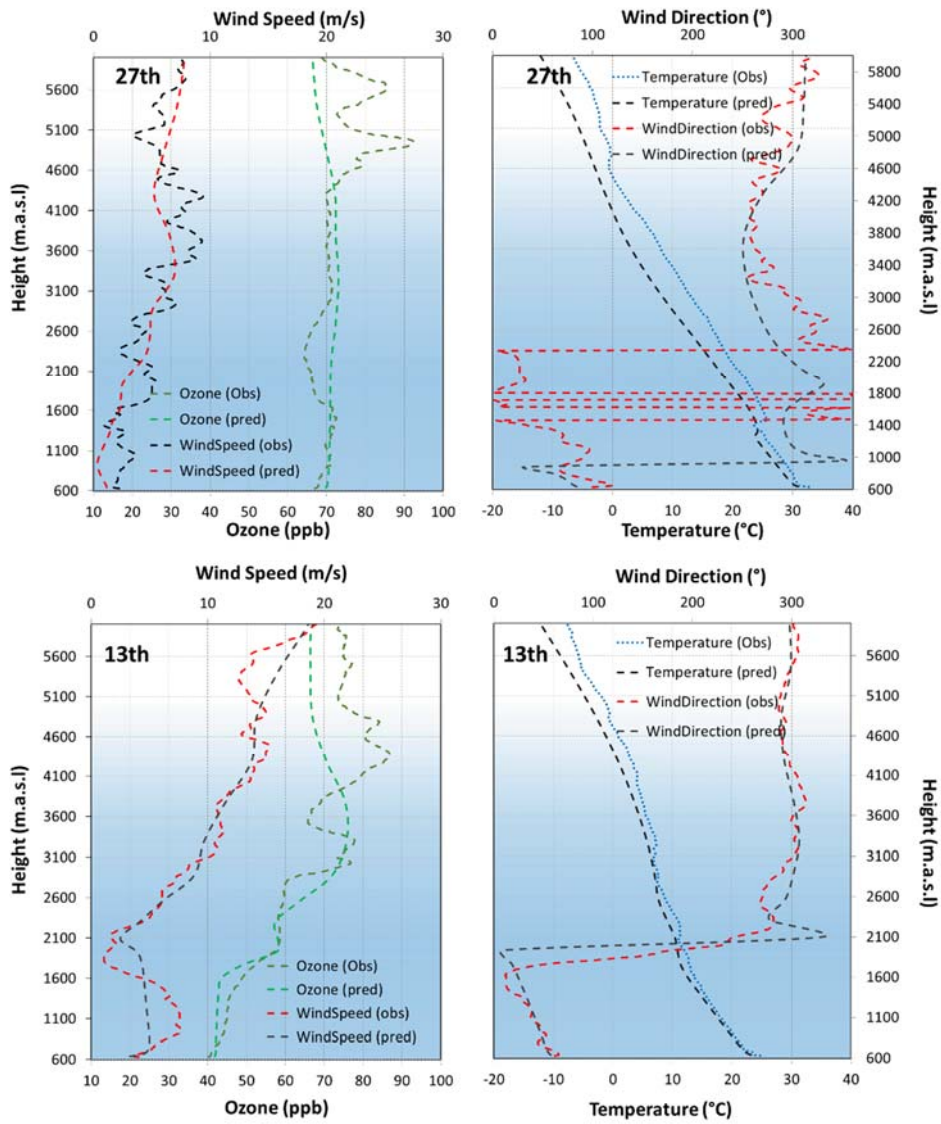 Wind Speed (m/s)
0 10 20 30
27th
5600
5100
4600
4100
3600
3100
2600
2100
1600
1100
600
Height (m.a.s.l)
Ozone (Obs)
Ozone (pred)
WindSpeed (obs)
WindSpeed (pred)
10 20 30 40 50 60 70 80 90 100
Ozone (ppb)
Wind Direction (°)
0 100 200 300
27th
Temperature (Obs)
Temperature (pred)
WindDirection (obs)
WindDirection (pred)
5800
5400
5000
4600
4200
3800
3400
3000
2600
2200
1800
1400
1000
600
Height (m.a.s.l)
-20 -10 0 10 20 30 40
Temperature (°C)
Wind Speed (m/s)
0 10 20 30
13th
5600
5100
4600
4100
3600
3100
2600
2100
1600
1100
600
Height (m.a.s.l)
Ozone (Obs)
Ozone (pred)
WindSpeed (obs)
WindSpeed (pred)
10 20 30 40 50 60 70 80 90 100
Ozone (ppb)
Wind Direction (°)
0 100 200 300
13th
Temperature (Obs)
Temperature (pred)
WindDirection (obs)
WindDirection (pred)
5600
5100
4600
4100
3600
3100
2600
2100
1600
1100
600
Height (m.a.s.l)
-20 -10 0 10 20 30 40
Temperature (°C)